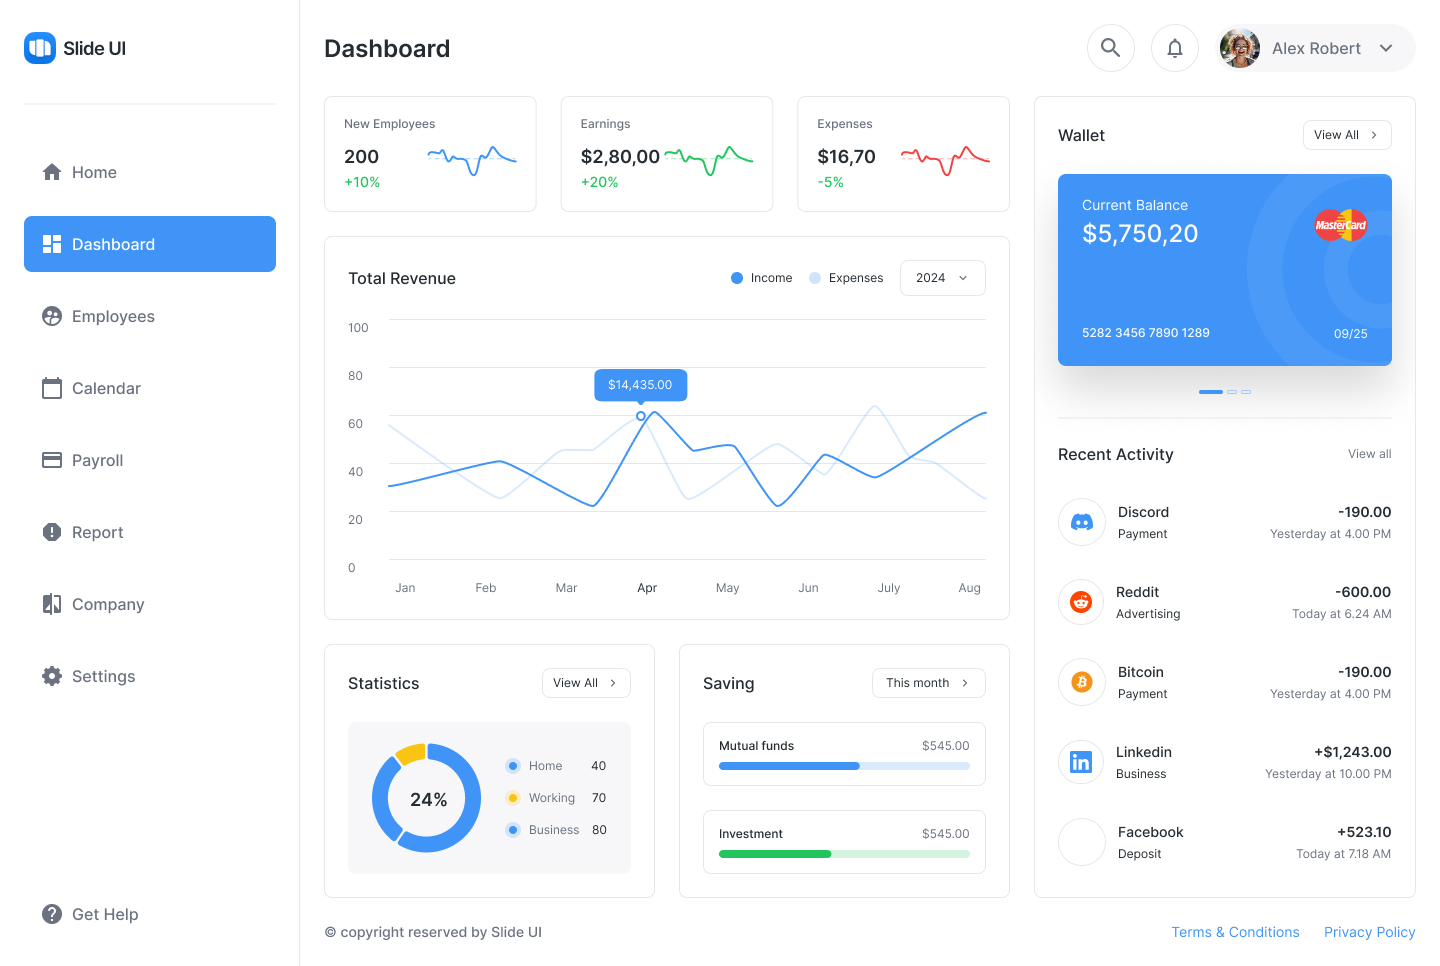 Slide UI
Home
Dashboard
Employees
Calendar
Payroll
Report
Company
Settings
Get Help
Dashboard
Alex Robert
New Employees
200
+10%
Earnings
$2,80,00
+20%
Expenses
$16,70
-5%
Total Revenue
Income
Expenses
2024
100
80
60
40
20
0
$14,435.00
Jan Feb Mar Apr May Jun July Aug
Statistics
View All
24%
Home 40
Working 70
Business 80
Saving
This month
Mutual funds $545.00
Investment $545.00
Wallet
View All
Current Balance
$5,750,20
MasterCard
5282 3456 7890 1289
09/25
Recent Activity
View all
Discord -190.00
Payment Yesterday at 4.00 PM
Reddit -600.00
Advertising Today at 6.24 AM
Bitcoin -190.00
Payment Yesterday at 4.00 PM
in
Linkedin +$1,243.00
Business Yesterday at 10.00 PM
Facebook +523.10
Deposit Today at 7.18 AM
© copyright reserved by Slide UI
Terms & Conditions
Privacy Policy